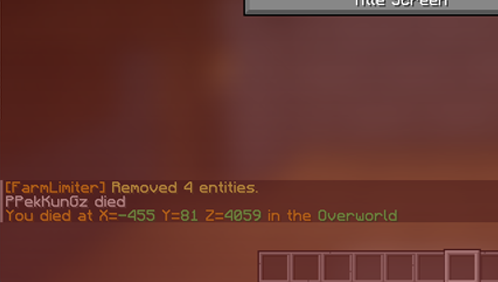 Title Screen
[FarmLimiter] Removed 4 entities.
PPekKunGz died
You died at X=-455 Y=81 Z=4059 in the Overworld